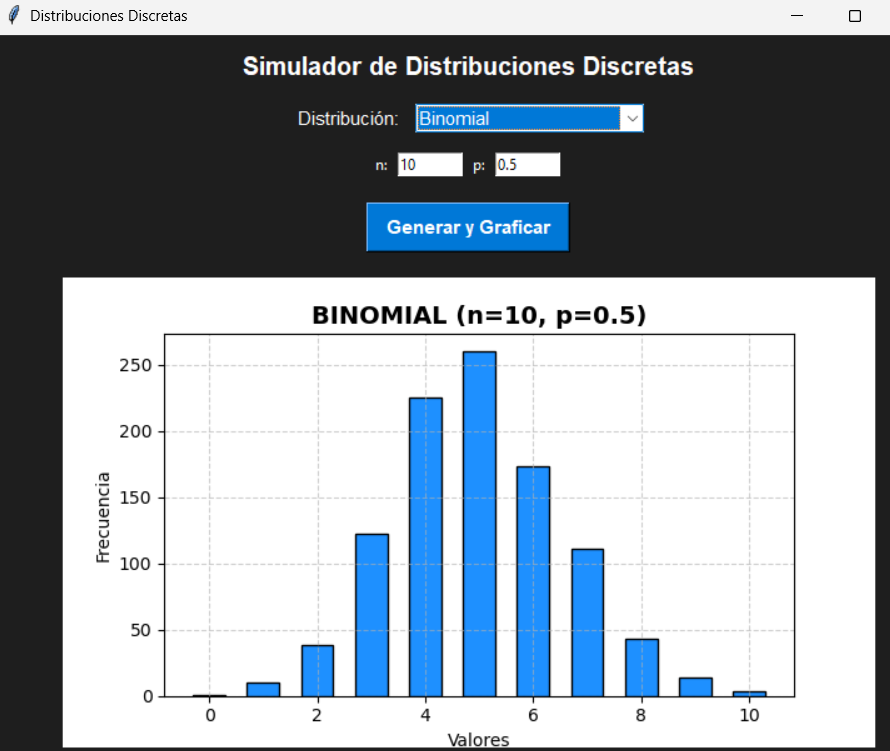 Distribuciones Discretas
Simulador de Distribuciones Discretas
Distribución: Binomial
n: 10 p: 0.5
Generar y Graficar
BINOMIAL (n=10, p=0.5)
250
200
150
100
50
0
Frecuencia
0 2 4 6 8 10
Valores